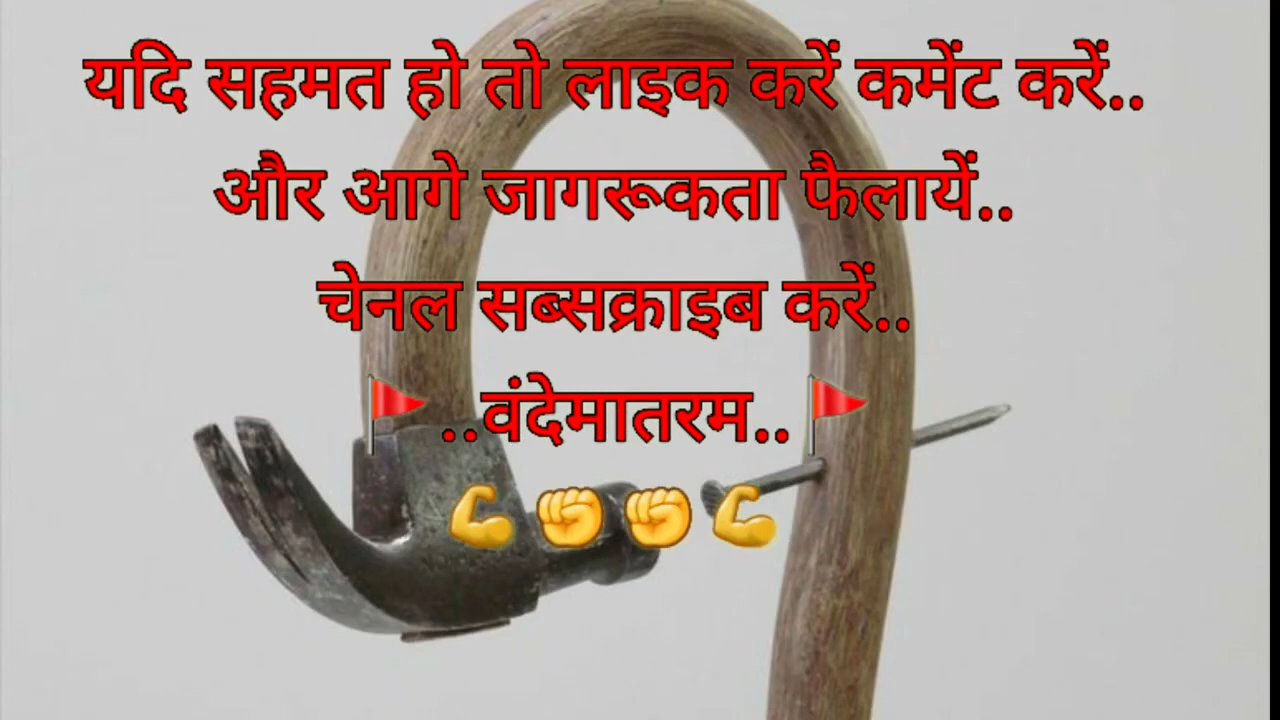 यदि सहमत हो तो लाइक करें कमेंट करें..
और आगे जागरूकता फैलायें..
चेनल सब्सक्राइब करें..
🚩..वंदेमातरम..🚩
💪✊✊💪